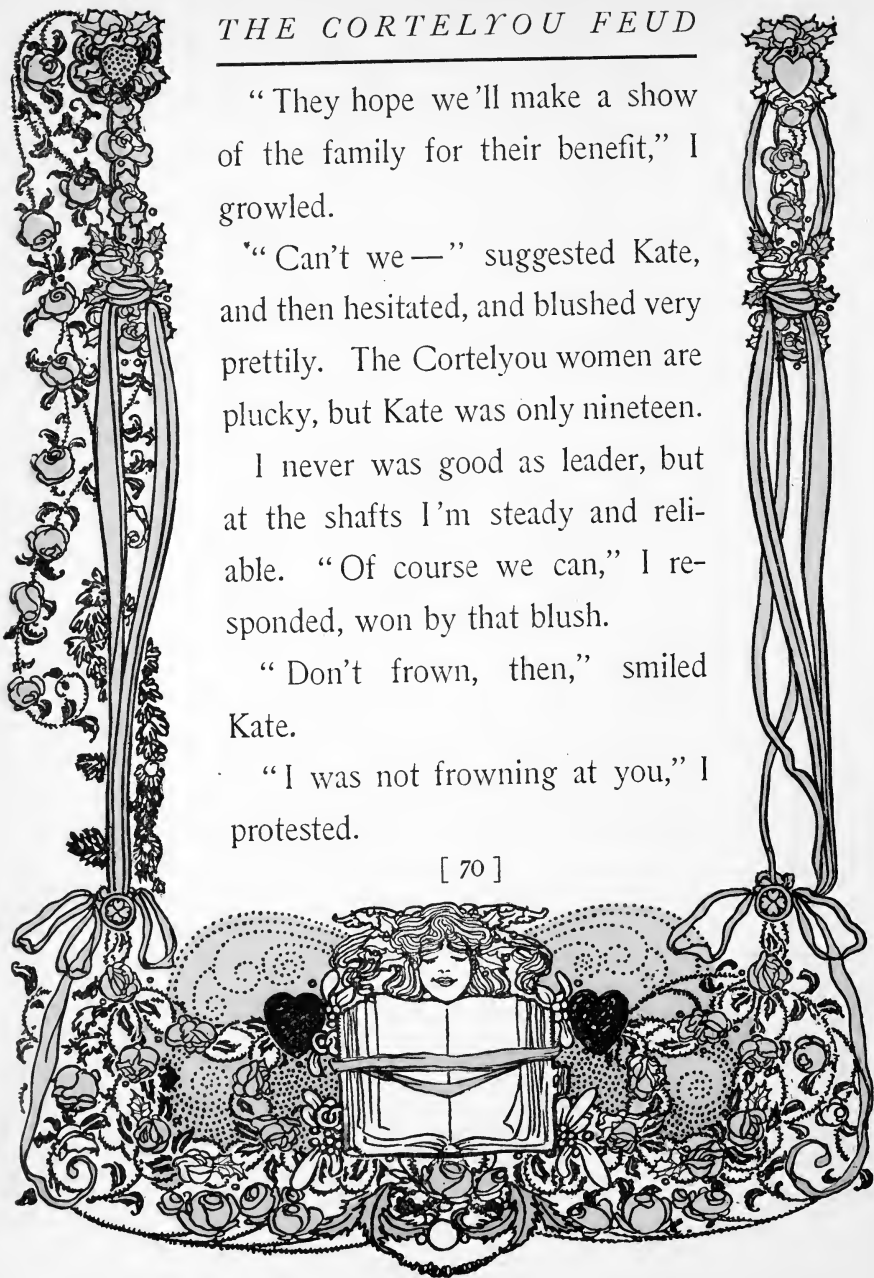 THE CORTELYOU FEUD
“They hope we’ll make a show
of the family for their benefit,” I
growled.
“Can’t we—” suggested Kate,
and then hesitated, and blushed very
prettily. The Cortelyou women are
plucky, but Kate was only nineteen.
I never was good as leader, but
at the shafts I’m steady and reli-
able. “Of course we can,” I re-
sponded, won by that blush.
“Don’t frown, then,” smiled
Kate.
“I was not frowning at you,” I
protested.
[ 70 ]